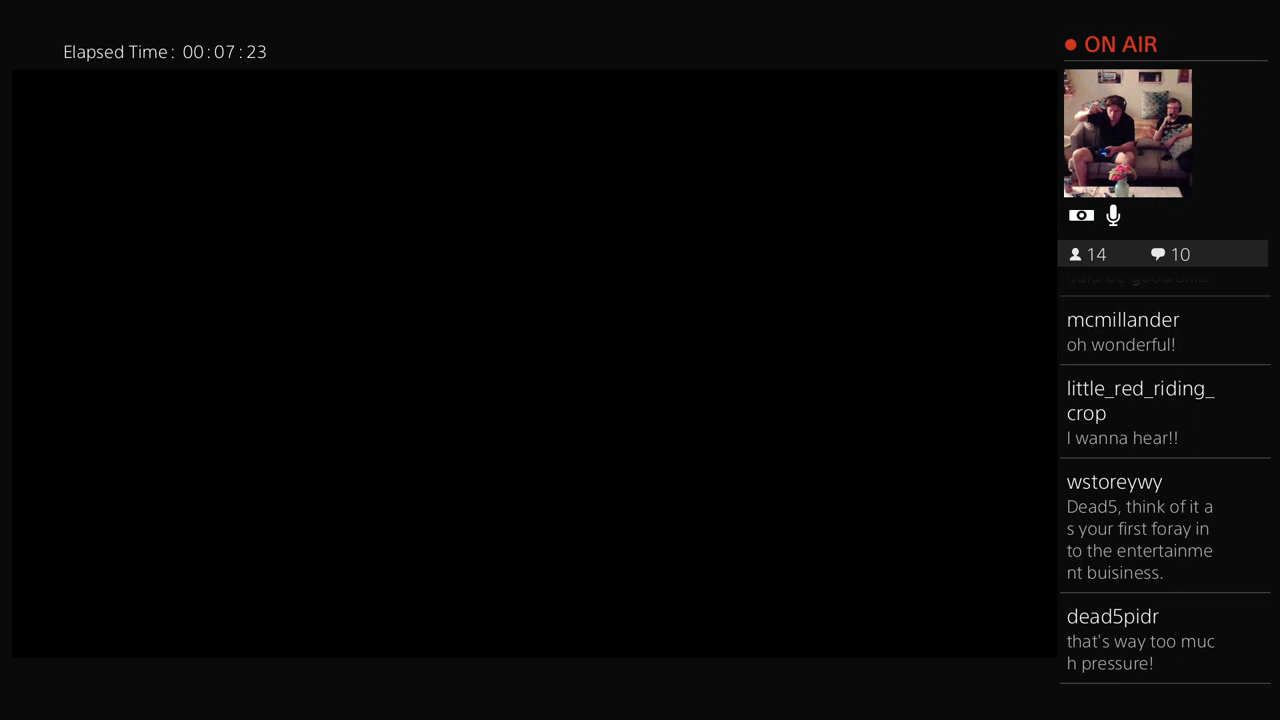 Elapsed Time: 00:07:23
ON AIR
14 10
mcmillander
oh wonderful!
little_red_riding_
crop
I wanna hear!!
wstoreywy
Dead5, think of it a
s your first foray in
to the entertainme
nt buisiness.
dead5pidr
that's way too muc
h pressure!